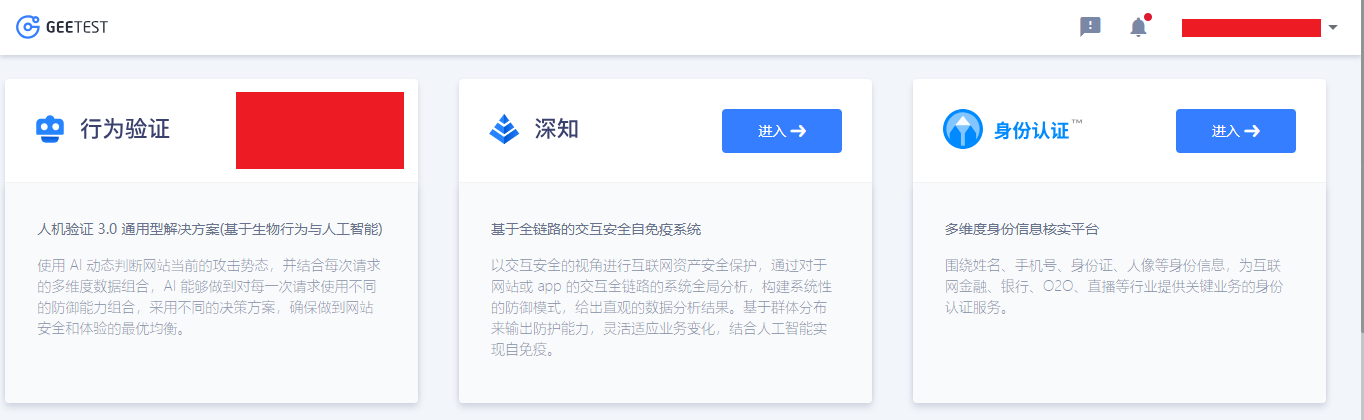 GEETEST
行为验证
深知
进入
身份认证™
进入
人机验证 3.0 通用型解决方案(基于生物行为与人工智能)
使用 AI 动态判断网站当前的攻击势态，并结合每次请求
的多维度数据组合，AI 能够做到对每一次请求使用不同
的防御能力组合，采用不同的决策方案，确保做到网站
安全和体验的最优均衡。
基于全链路的交互安全自免疫系统
以交互安全的视角进行互联网资产安全保护，通过对于
网站或 app 的交互全链路的系统全局分析，构建系统性
的防御模式，给出直观的数据分析结果。基于群体分布
来输出防护能力，灵活适应业务变化，结合人工智能实
现自免疫。
多维度身份信息核实平台
围绕姓名、手机号、身份证、人像等身份信息，为互联
网金融、银行、O2O、直播等行业提供关键业务的身份
认证服务。